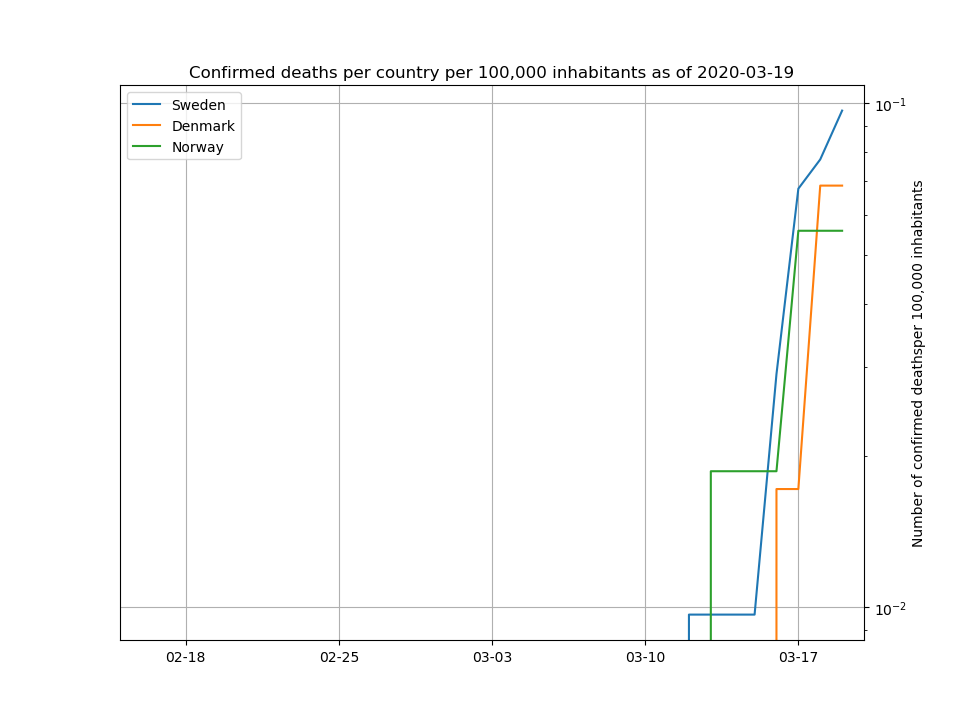 Confirmed deaths per country per 100,000 inhabitants as of 2020-03-19
Sweden
Denmark
Norway
10⁻¹
10⁻²
Number of confirmed deathsper 100,000 inhabitants
02-18
02-25
03-03
03-10
03-17